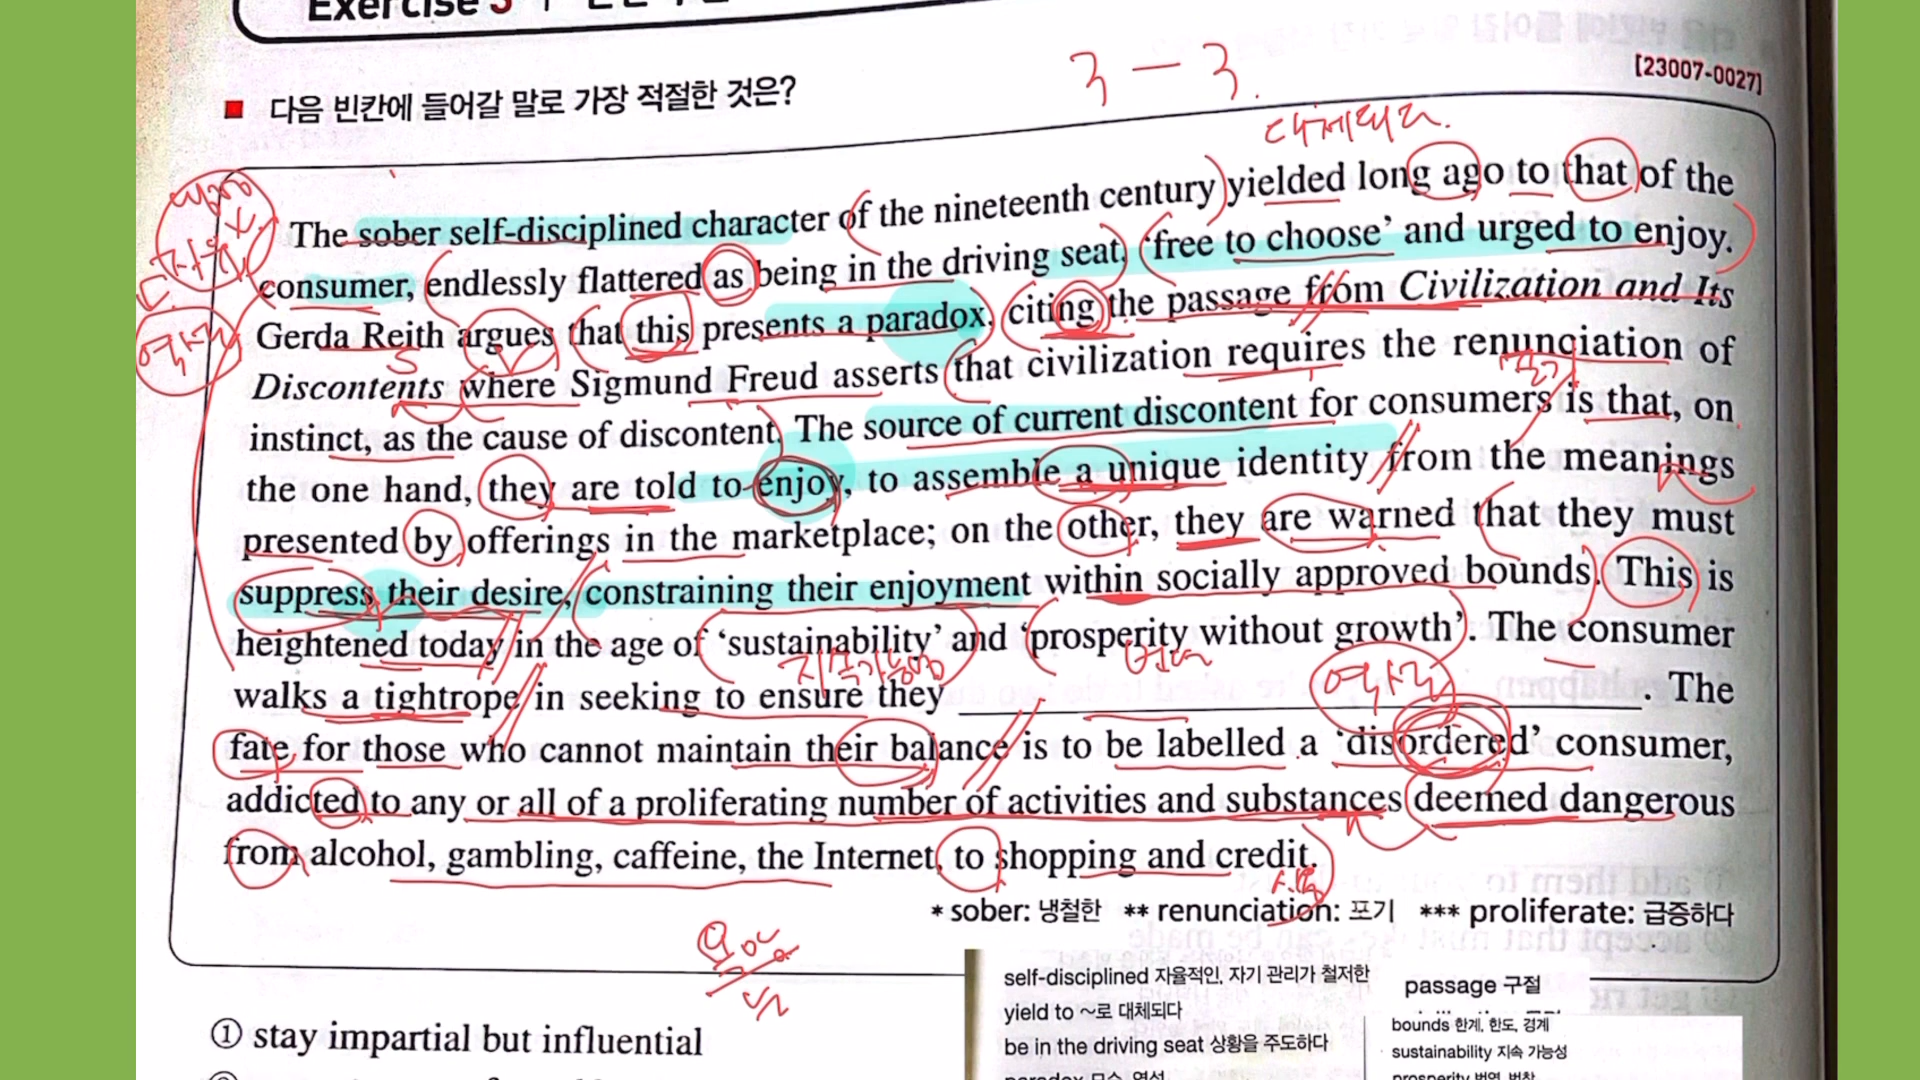 Exercise 3
[23007-0027]
다음 빈칸에 들어갈 말로 가장 적절한 것은?
3-3.
대체되다.
The sober self-disciplined character of the nineteenth century yielded long ago to that of the
consumer, endlessly flattered as being in the driving seat, ‘free to choose’ and urged to enjoy.
Gerda Reith argues that this presents a paradox, citing the passage from Civilization and Its
Discontents where Sigmund Freud asserts that civilization requires the renunciation of
instinct, as the cause of discontent. The source of current discontent for consumers is that, on
the one hand, they are told to enjoy, to assemble a unique identity from the meanings
presented by offerings in the marketplace; on the other, they are warned that they must
suppress their desire, constraining their enjoyment within socially approved bounds. This is
heightened today in the age of ‘sustainability’ and ‘prosperity without growth’. The consumer
지속가능성
walks a tightrope in seeking to ensure they ____. The
fate for those who cannot maintain their balance is to be labelled a ‘disordered’ consumer,
addicted to any or all of a proliferating number of activities and substances deemed dangerous
from alcohol, gambling, caffeine, the Internet, to shopping and credit.
* sober: 냉철한 ** renunciation: 포기 *** proliferate: 급증하다
① stay impartial but influential
self-disciplined 자율적인, 자기 관리가 철저한
yield to ~로 대체되다
be in the driving seat 상황을 주도하다
paradox 모순, 역설
passage 구절
bounds 한계, 한도, 경계
sustainability 지속 가능성
prosperity 번영, 번창